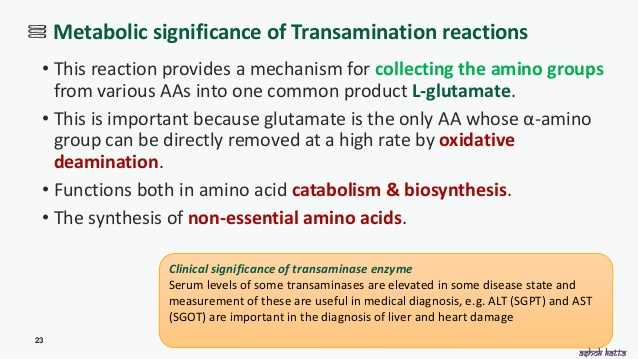 Metabolic significance of Transamination reactions
• This reaction provides a mechanism for collecting the amino groups
from various AAs into one common product L-glutamate.
• This is important because glutamate is the only AA whose α-amino
group can be directly removed at a high rate by oxidative
deamination.
• Functions both in amino acid catabolism & biosynthesis.
• The synthesis of non-essential amino acids.
Clinical significance of transaminase enzyme
Serum levels of some transaminases are elevated in some disease state and
measurement of these are useful in medical diagnosis, e.g. ALT (SGPT) and AST
(SGOT) are important in the diagnosis of liver and heart damage
23
Ashok Katta